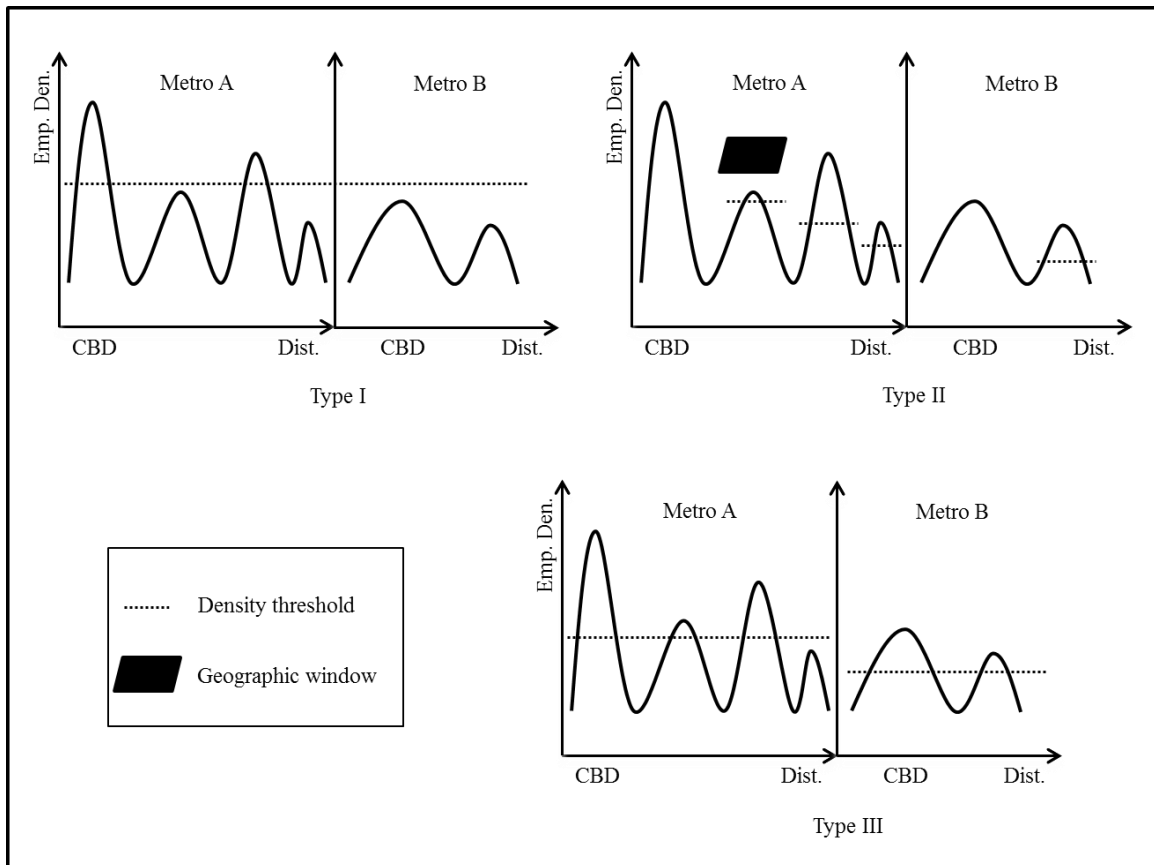 Emp. Den.
Metro A
Metro B
CBD
Dist.
CBD
Dist.
Type I
Emp. Den.
Metro A
Metro B
CBD
Dist.
CBD
Dist.
Type II
Emp. Den.
Metro A
Metro B
CBD
Dist.
CBD
Dist.
Type III
Density threshold
Geographic window